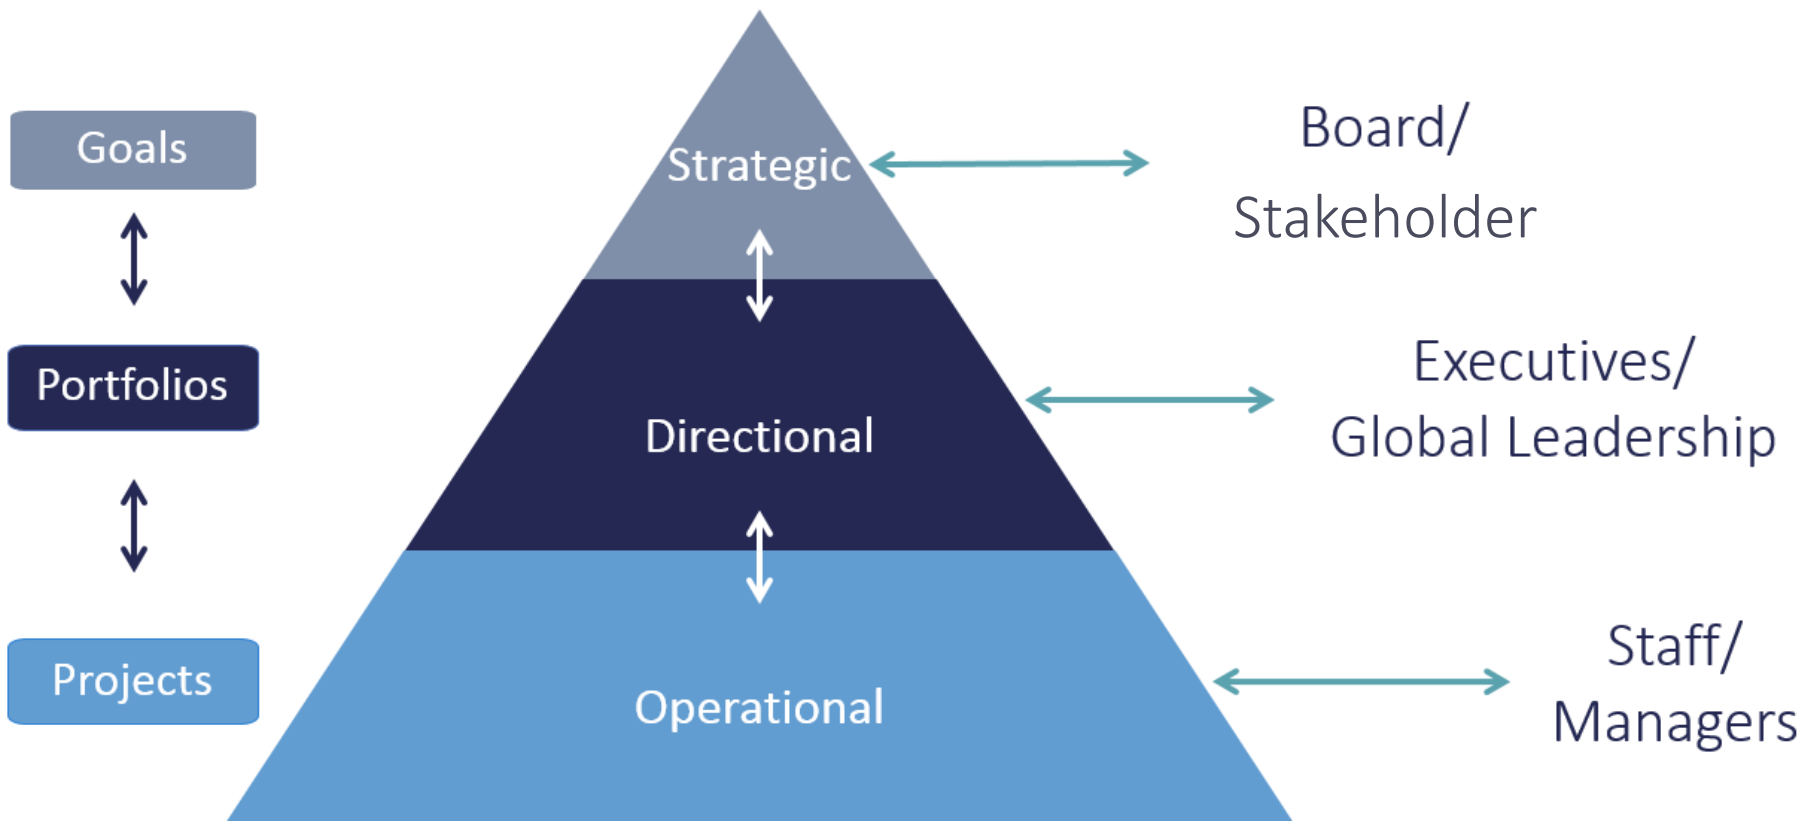 Goals
Strategic
Board/
Stakeholder
Portfolios
Directional
Executives/
Global Leadership
Projects
Operational
Staff/
Managers